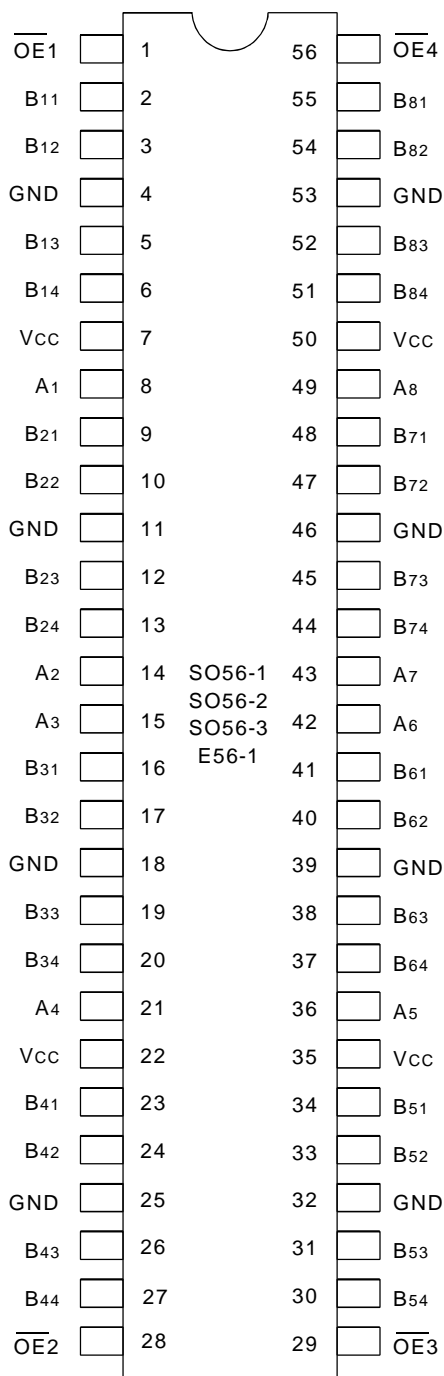 OE1 1 56 OE4
B11 2 55 B81
B12 3 54 B82
GND 4 53 GND
B13 5 52 B83
B14 6 51 B84
VCC 7 50 VCC
A1 8 49 A8
B21 9 48 B71
B22 10 47 B72
GND 11 46 GND
B23 12 45 B73
B24 13 44 B74
A2 14 SO56-1 43 A7
SO56-2
A3 15 SO56-3 42 A6
E56-1
B31 16 41 B61
B32 17 40 B62
GND 18 39 GND
B33 19 38 B63
B34 20 37 B64
A4 21 36 A5
VCC 22 35 VCC
B41 23 34 B51
B42 24 33 B52
GND 25 32 GND
B43 26 31 B53
B44 27 30 B54
OE2 28 29 OE3